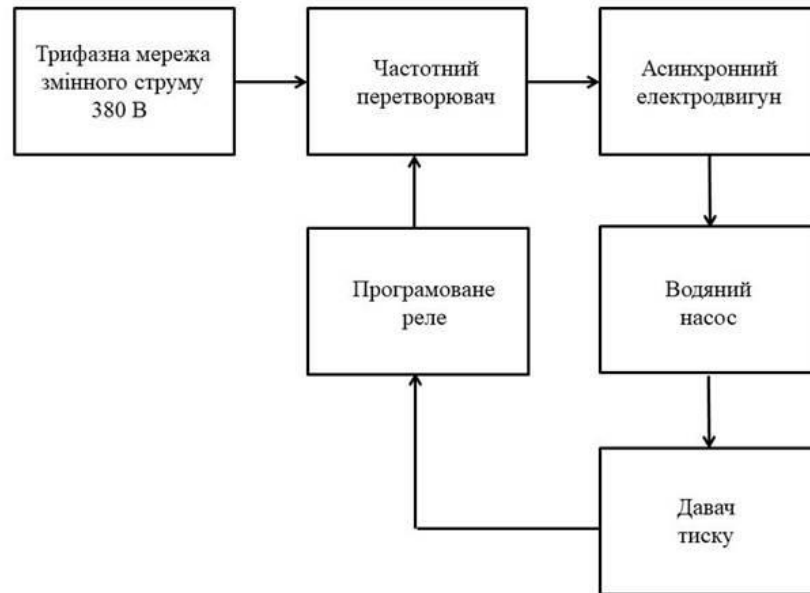 Трифазна мережа
змінного струму
380 В
Частотний
перетворювач
Асинхронний
електродвигун
Програмоване
реле
Водяний
насос
Давач
тиску